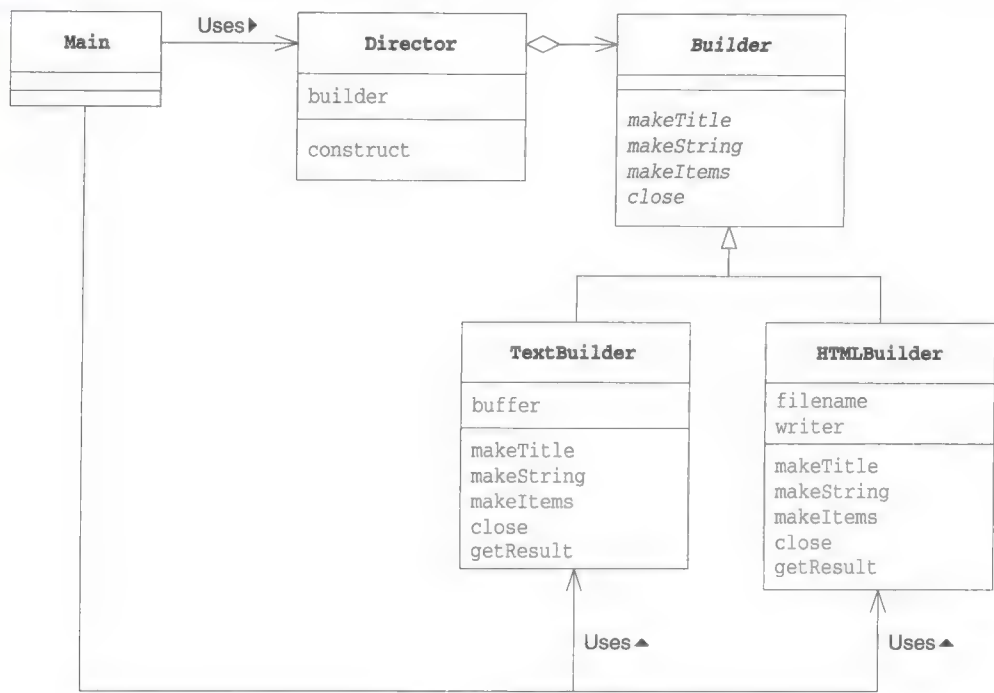 Main
Uses▶
Director
builder
construct
Builder
makeTitle
makeString
makeItems
close
TextBuilder
buffer
makeTitle
makeString
makeItems
close
getResult
HTMLBuilder
filename
writer
makeTitle
makeString
makeItems
close
getResult
Uses▲
Uses▲